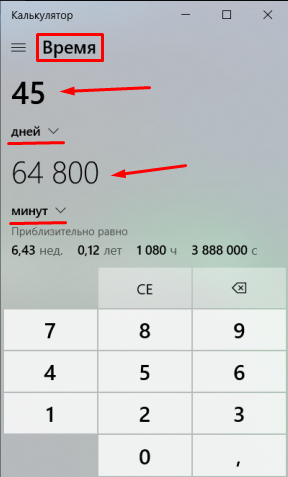 Калькулятор
Время
45
дней
64 800
минут
Приблизительно равно
6,43 нед. 0,12 лет 1 080 ч 3 888 000 с
CE
7 8 9
4 5 6
1 2 3
0 ,